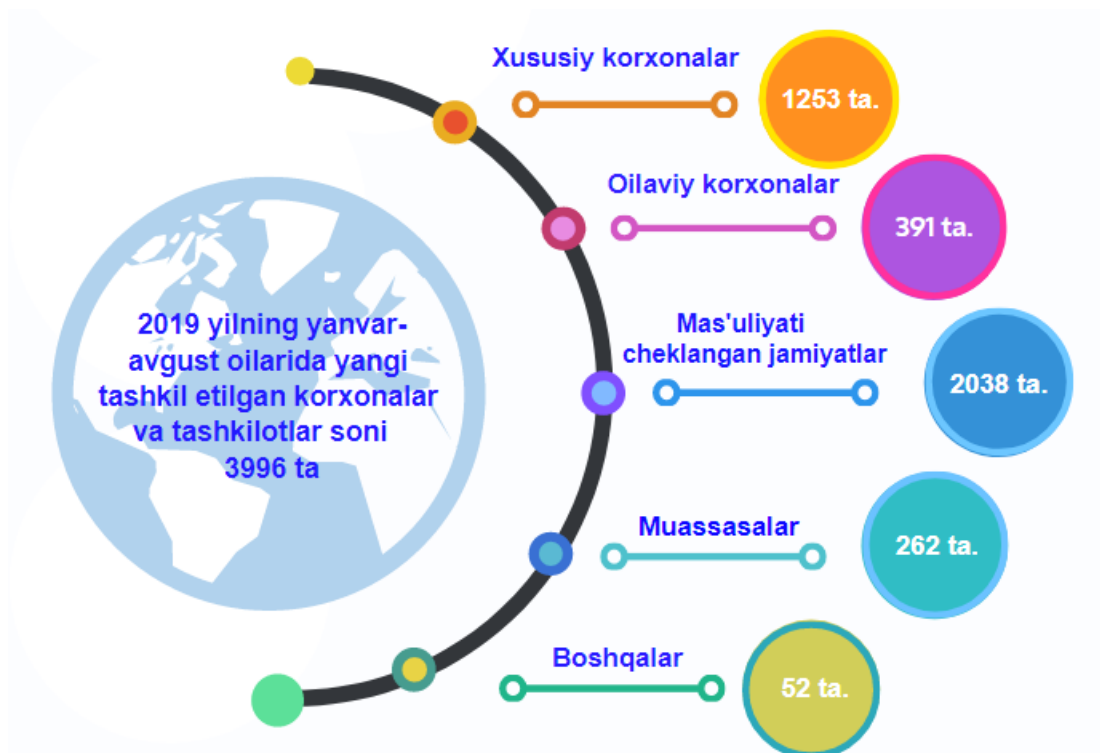 Xususiy korxonalar
1253 ta.
Oilaviy korxonalar
391 ta.
2019 yilning yanvar-
avgust oilarida yangi
tashkil etilgan korxonalar
va tashkilotlar soni
3996 ta
Mas'uliyati
cheklangan jamiyatlar
2038 ta.
Muassasalar
262 ta.
Boshqalar
52 ta.